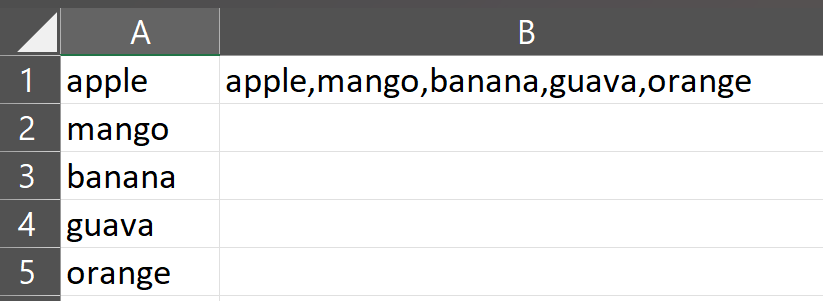 A B
1 apple apple,mango,banana,guava,orange
2 mango
3 banana
4 guava
5 orange